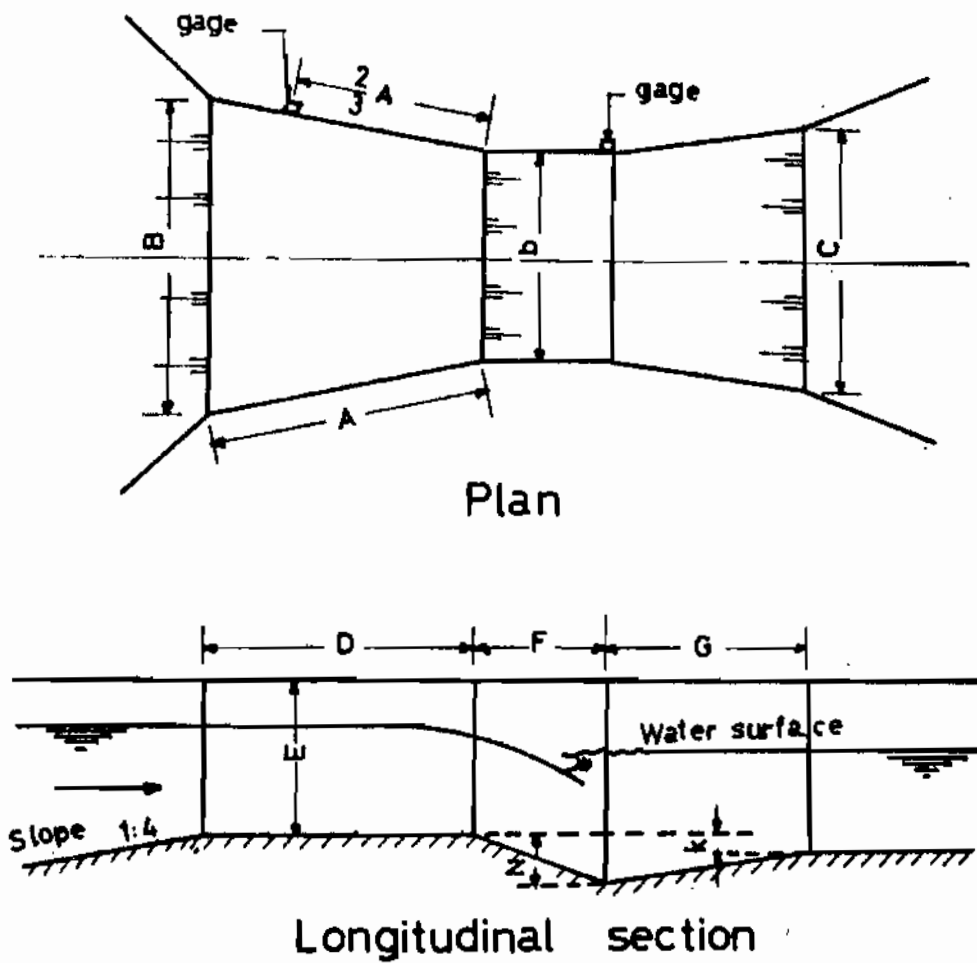 gage
2/3 A
gage
B
b
C
A
Plan
D
F
G
Water surface
E
Slope 1:4
N
k
Longitudinal section